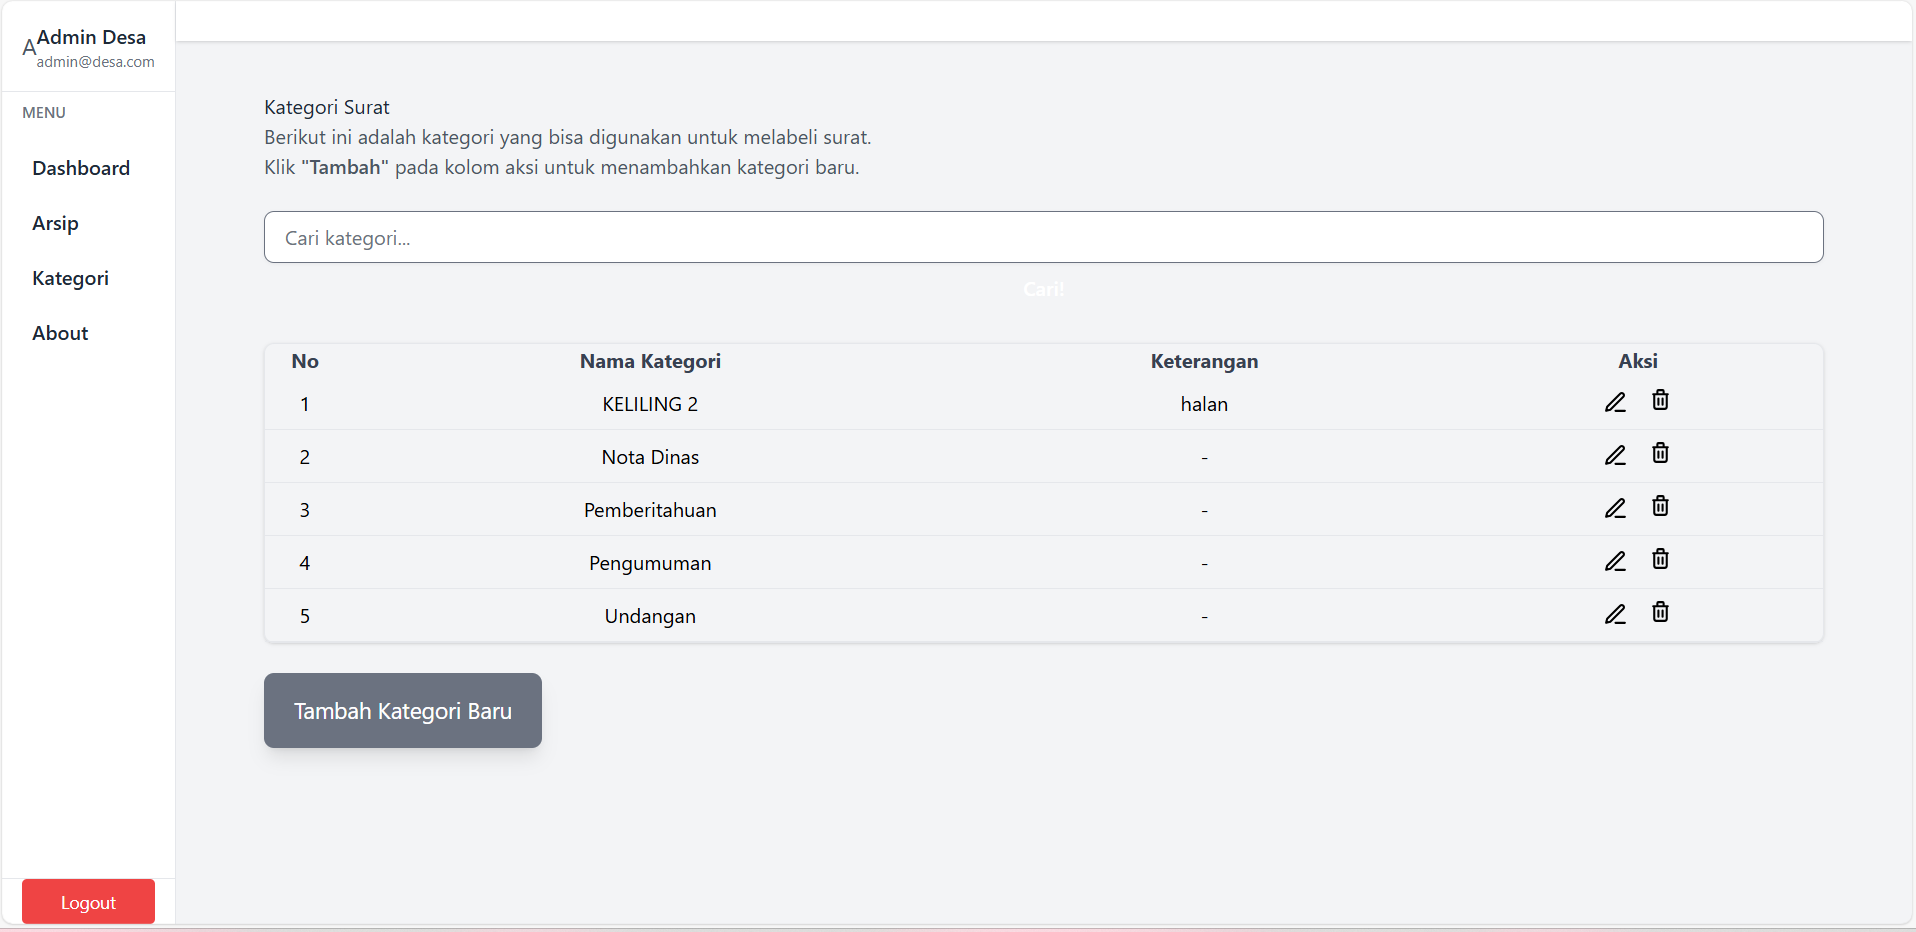 A
Admin Desa
admin@desa.com
MENU
Dashboard
Arsip
Kategori
About
Logout
Kategori Surat
Berikut ini adalah kategori yang bisa digunakan untuk melabeli surat.
Klik "Tambah" pada kolom aksi untuk menambahkan kategori baru.
Cari kategori...
Cari!
No Nama Kategori Keterangan Aksi
1 KELILING 2 halan
2 Nota Dinas -
3 Pemberitahuan -
4 Pengumuman -
5 Undangan -
Tambah Kategori Baru